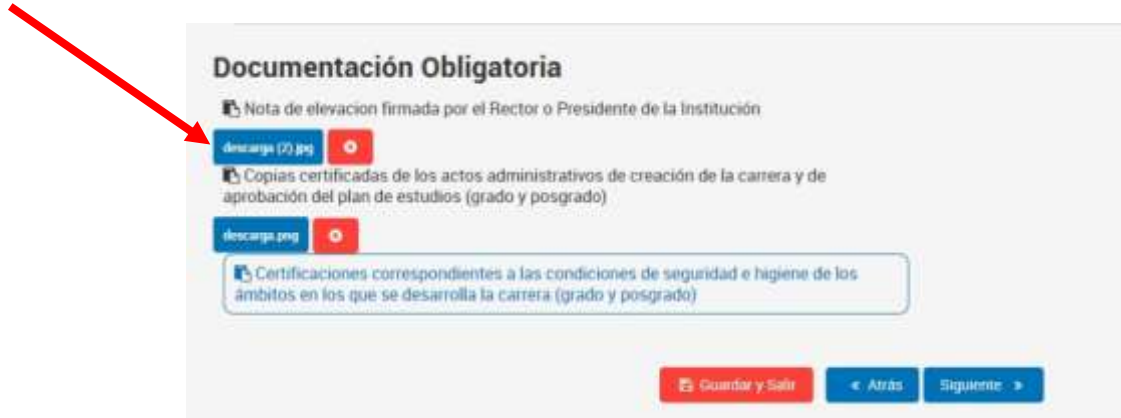 Documentación Obligatoria
Nota de elevacion firmada por el Rector o Presidente de la Institución
descarga (2).jpg
Copias certificadas de los actos administrativos de creación de la carrera y de
aprobación del plan de estudios (grado y posgrado)
descarga.png
Certificaciones correspondientes a las condiciones de seguridad e higiene de los
ámbitos en los que se desarrolla la carrera (grado y posgrado)
Guardar y Salir « Atrás Siguiente »